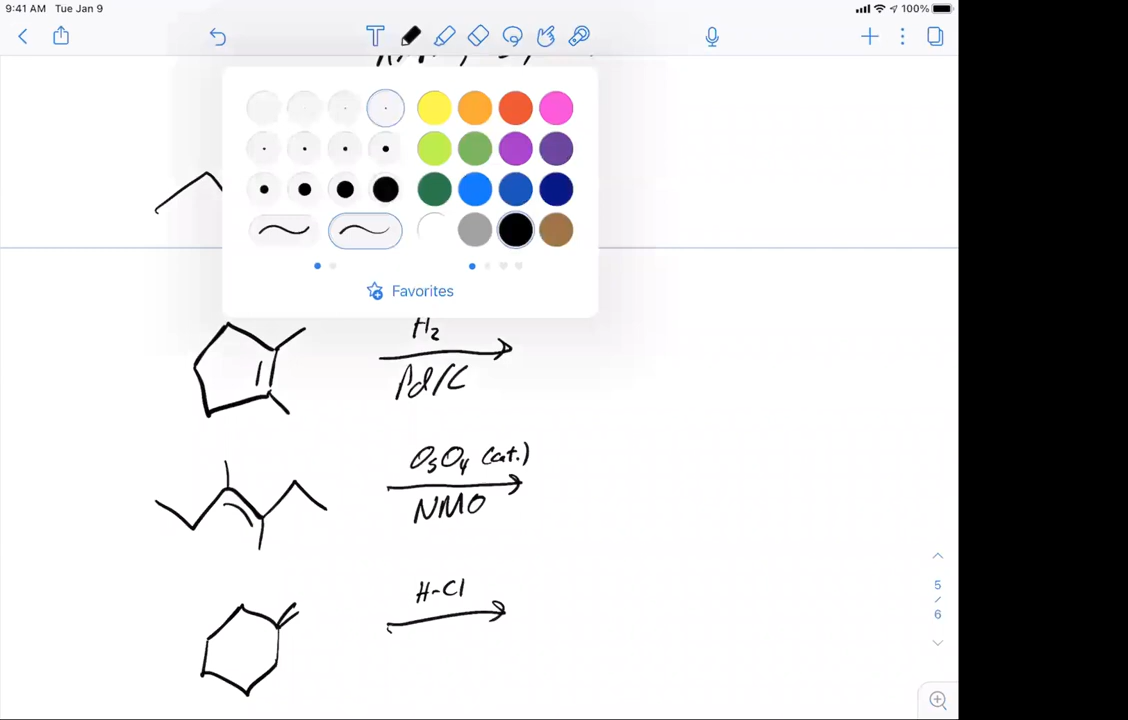 9:41 AM Tue Jan 9
100%
T
Favorites
H2
Pd/C
OsO4 (cat.)
NMO
H-Cl
5
/
6